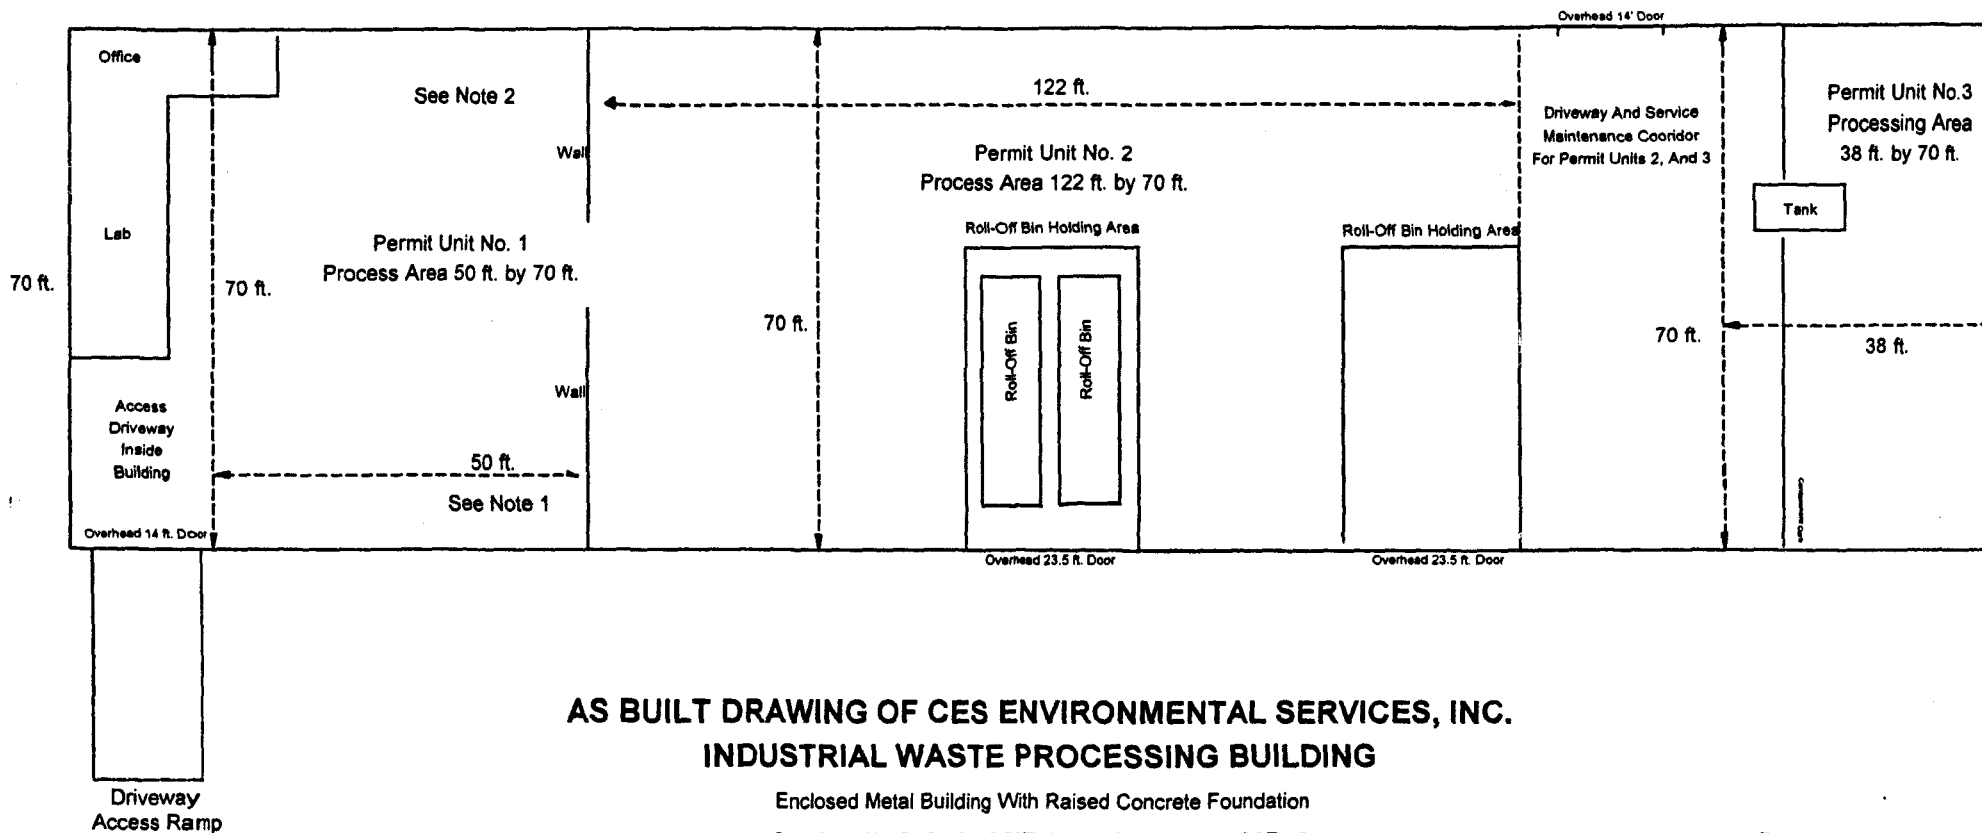 Overhead 14' Door
Office
See Note 2
122 ft.
Permit Unit No.3
Processing Area
38 ft. by 70 ft.
Driveway And Service
Maintenance Cooridor
For Permit Units 2, And 3
Wall
Permit Unit No. 2
Process Area 122 ft. by 70 ft.
Tank
Lab
Roll-Off Bin Holding Area
Roll-Off Bin Holding Area
Permit Unit No. 1
Process Area 50 ft. by 70 ft.
70 ft.
70 ft.
70 ft.
70 ft.
38 ft.
Roll-Off Bin
Roll-Off Bin
Wall
Access
Driveway
Inside
Building
50 ft.
See Note 1
Overhead 14 ft. Door
Overhead 23.5 ft. Door
Overhead 23.5 ft. Door
AS BUILT DRAWING OF CES ENVIRONMENTAL SERVICES, INC.
INDUSTRIAL WASTE PROCESSING BUILDING
Enclosed Metal Building With Raised Concrete Foundation
Driveway
Access Ramp